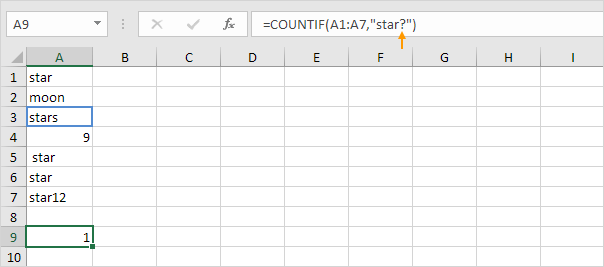 A9 fx =COUNTIF(A1:A7,"star?")
A B C D E F G H I
1 star
2 moon
3 stars
4 9
5 star
6 star
7 star12
8
9 1
10